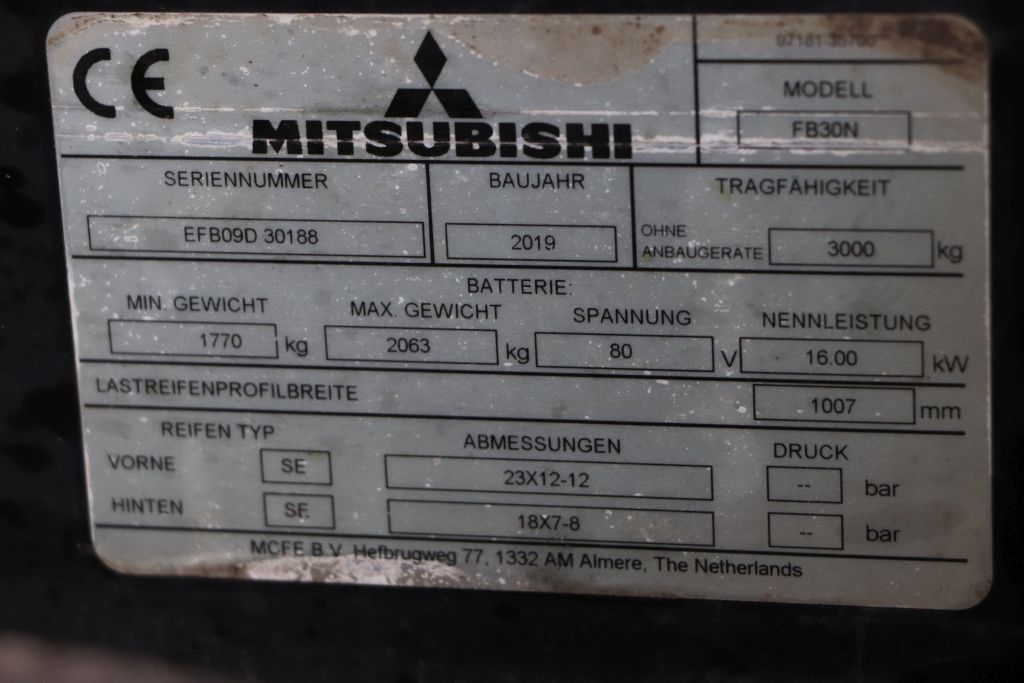 CE
MITSUBISHI
MODELL
FB30N
SERIENNUMMER BAUJAHR TRAGFÄHIGKEIT
EFB09D 30188 2019 OHNE ANBAUGERATE 3000 kg
BATTERIE:
MIN. GEWICHT MAX. GEWICHT SPANNUNG NENNLEISTUNG
1770 kg 2063 kg 80 V 16.00 kW
LASTREIFENPROFILBREITE 1007 mm
REIFEN TYP ABMESSUNGEN DRUCK
VORNE SE 23X12-12 -- bar
HINTEN SE 18X7-8 -- bar
MCFE B.V. Hefbrugweg 77, 1332 AM Almere, The Netherlands